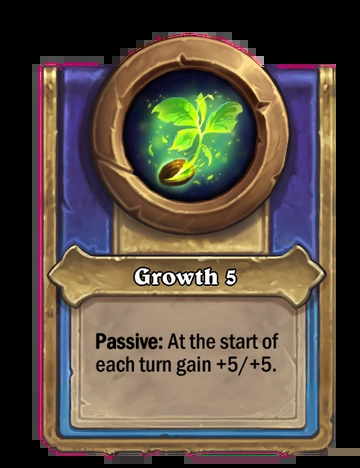 Growth 5
Passive: At the start of
each turn gain +5/+5.